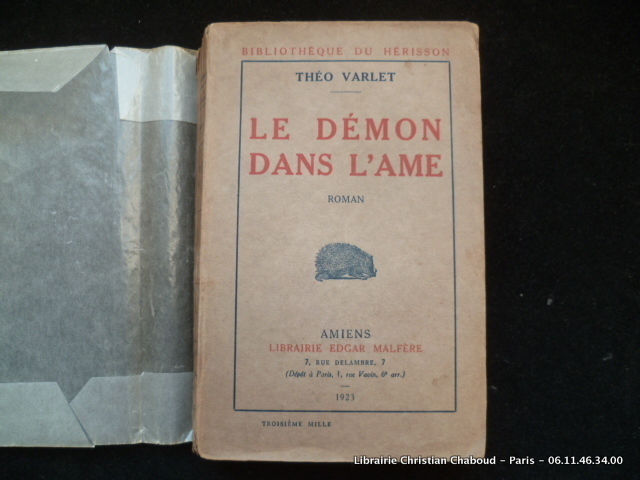 BIBLIOTHÈQUE DU HÉRISSON
THÉO VARLET
LE DÉMON
DANS L'AME
ROMAN
AMIENS
LIBRAIRIE EDGAR MALFÈRE
7, RUE DELAMBRE, 7
(Dépôt à Paris, 1, rue Vavin, 6e arr.)
1923
TROISIÈME MILLE
Librairie Christian Chaboud - Paris - 06.11.46.34.00